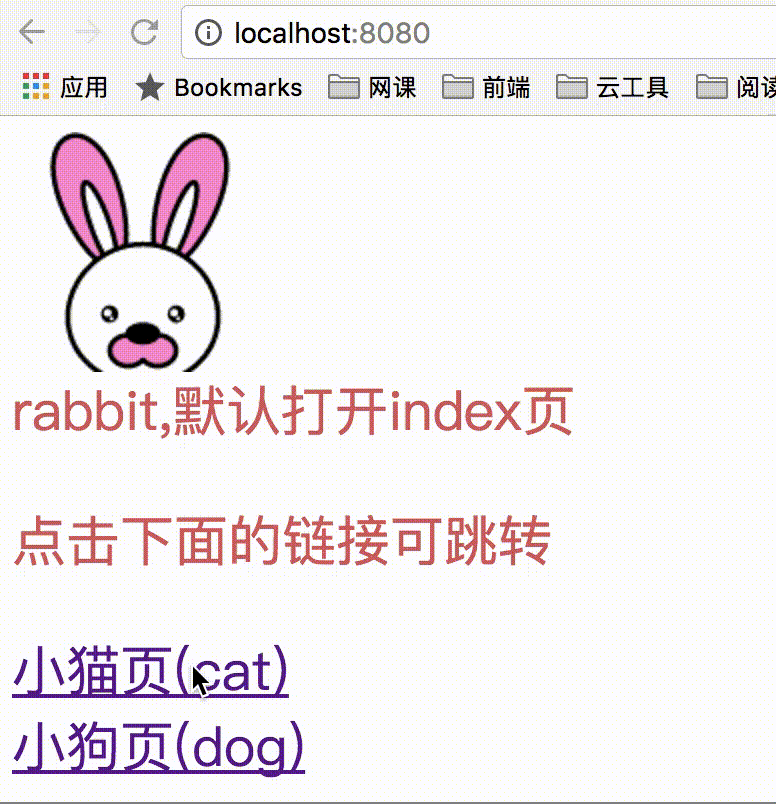 localhost:8080
应用 Bookmarks 网课 前端 云工具 阅读
rabbit,默认打开index页
点击下面的链接可跳转
小猫页(cat)
小狗页(dog)